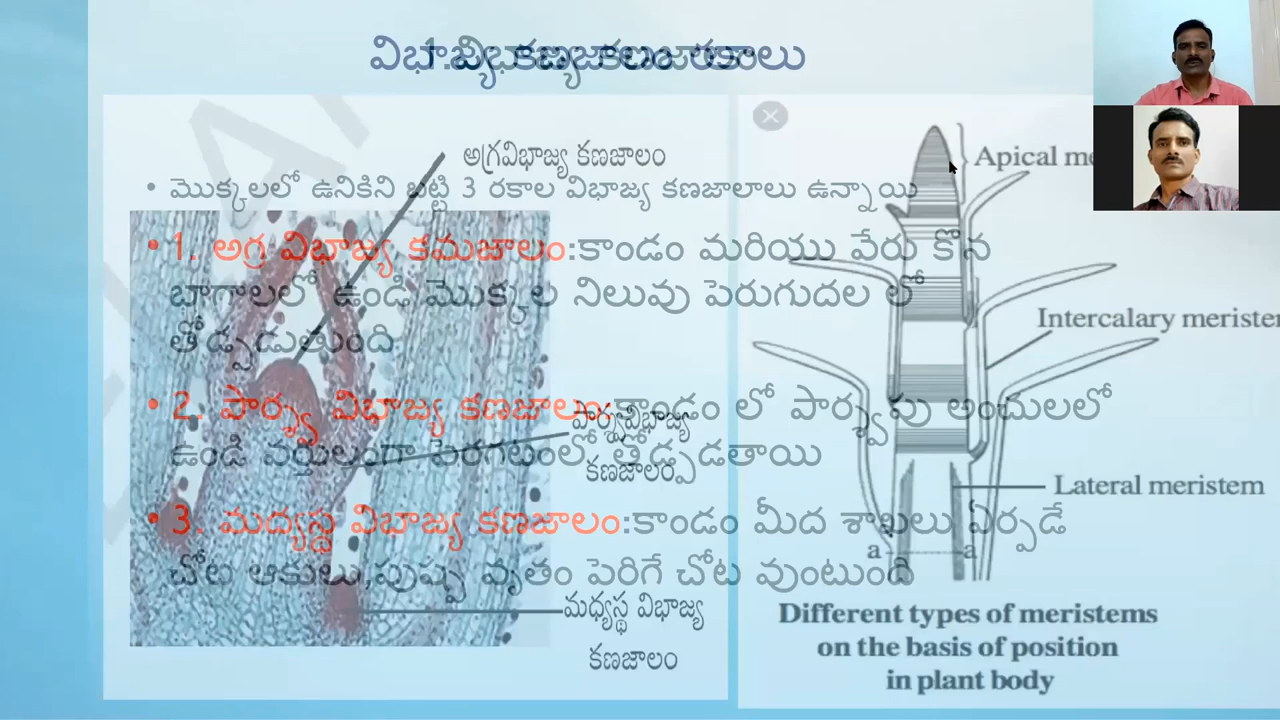 విభాజ్య కణజాలం రకాలు
అగ్రవిభాజ్య కణజాలం
• మొక్కలలో ఉనికిని బట్టి 3 రకాల విభాజ్య కణజాలాలు ఉన్నాయి
• 1. అగ్ర విభాజ్య కమజాలం:కాండం మరియు వేరు కొన
భాగాలలో ఉండి మొక్కల నిలువు పెరుగుదల లో
తోడ్పడుతుంది
• 2. పార్శ్వ విభాజ్య కణజాలం:కాండం లో పార్శ్వపు అంచులలో
ఉండి వర్తులంగా పెరగటంలో తోడ్పడతాయి
పార్శ్వవిభాజ్య
కణజాలం
• 3. మద్యస్థ విభాజ్య కణజాలం:కాండం మీద శాఖలు ఏర్పడే
చోట ఆకులు,పుష్ప వృతం పెరిగే చోట వుంటుంది
మధ్యస్థ విభాజ్య
కణజాలం
Apical
Intercalary
Lateral meristem
a a
Different types of meristems
on the basis of position
in plant body